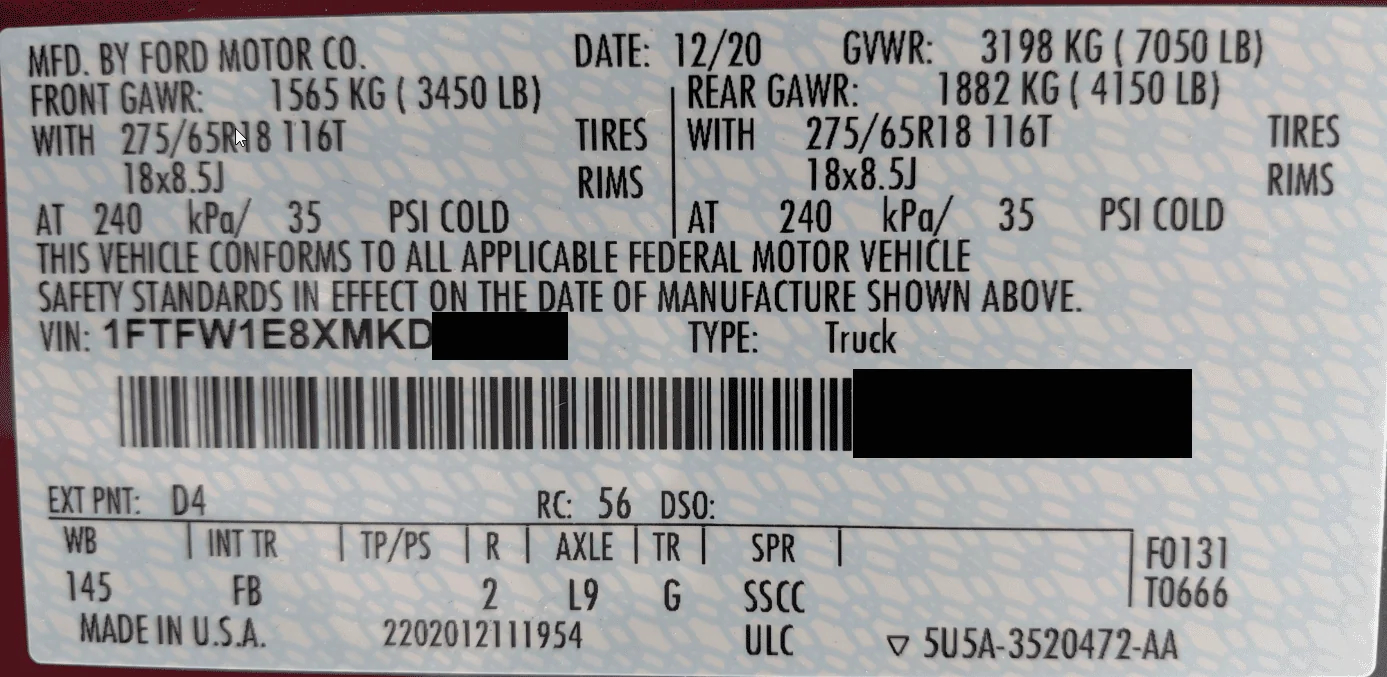 MFD. BY FORD MOTOR CO. DATE: 12/20 GVWR: 3198 KG ( 7050 LB)
FRONT GAWR: 1565 KG ( 3450 LB) REAR GAWR: 1882 KG ( 4150 LB)
WITH 275/65R18 116T TIRES WITH 275/65R18 116T TIRES
18x8.5J RIMS 18x8.5J RIMS
AT 240 kPa/ 35 PSI COLD AT 240 kPa/ 35 PSI COLD
THIS VEHICLE CONFORMS TO ALL APPLICABLE FEDERAL MOTOR VEHICLE
SAFETY STANDARDS IN EFFECT ON THE DATE OF MANUFACTURE SHOWN ABOVE.
VIN: 1FTFW1E8XMKD TYPE: Truck
EXT PNT: D4 RC: 56 DSO:
WB INT TR TP/PS R AXLE TR SPR F0131
145 FB 2 L9 G SSCC T0666
MADE IN U.S.A. 2202012111954 ULC ▽ 5U5A-3520472-AA